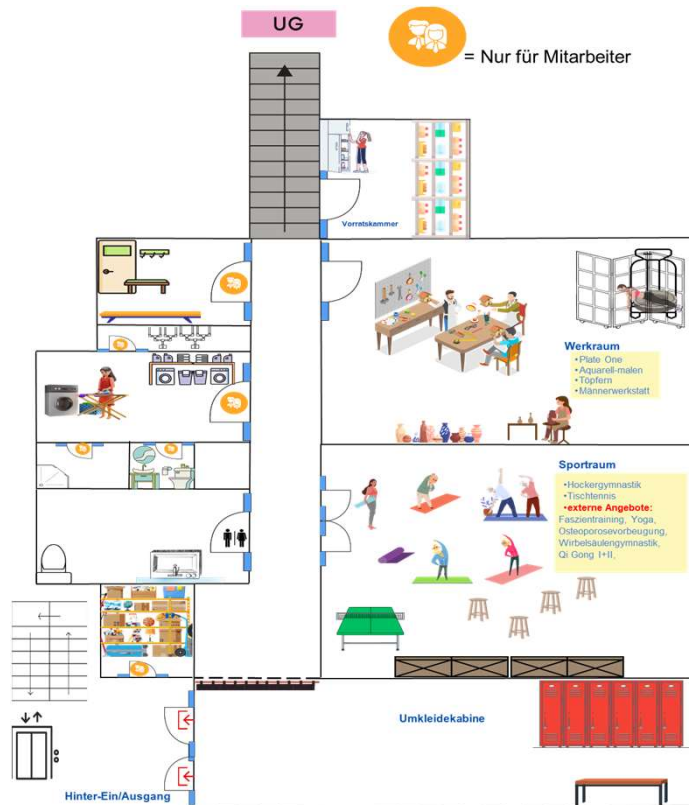 UG
= Nur für Mitarbeiter
Vorratskammer
Werkraum
•Plate One
•Aquarell-malen
•Töpfern
•Männerwerkstatt
Sportraum
•Hockergymnastik
•Tischtennis
•externe Angebote:
Faszientraining, Yoga,
Osteoporosevorbeugung,
Wirbelsäulengymnastik,
Qi Gong I+II,
Umkleidekabine
Hinter-Ein/Ausgang